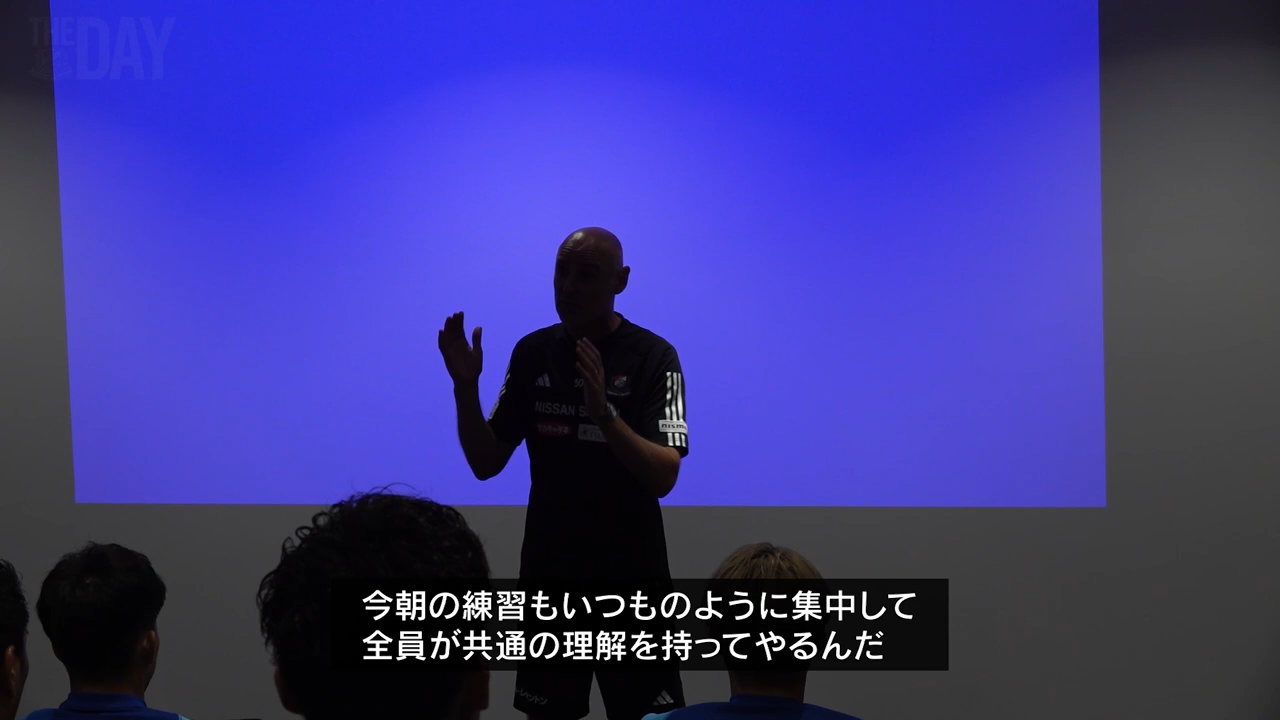 THE
DAY
NISSAN
nismo
今朝の練習もいつものように集中して
全員が共通の理解を持ってやるんだ